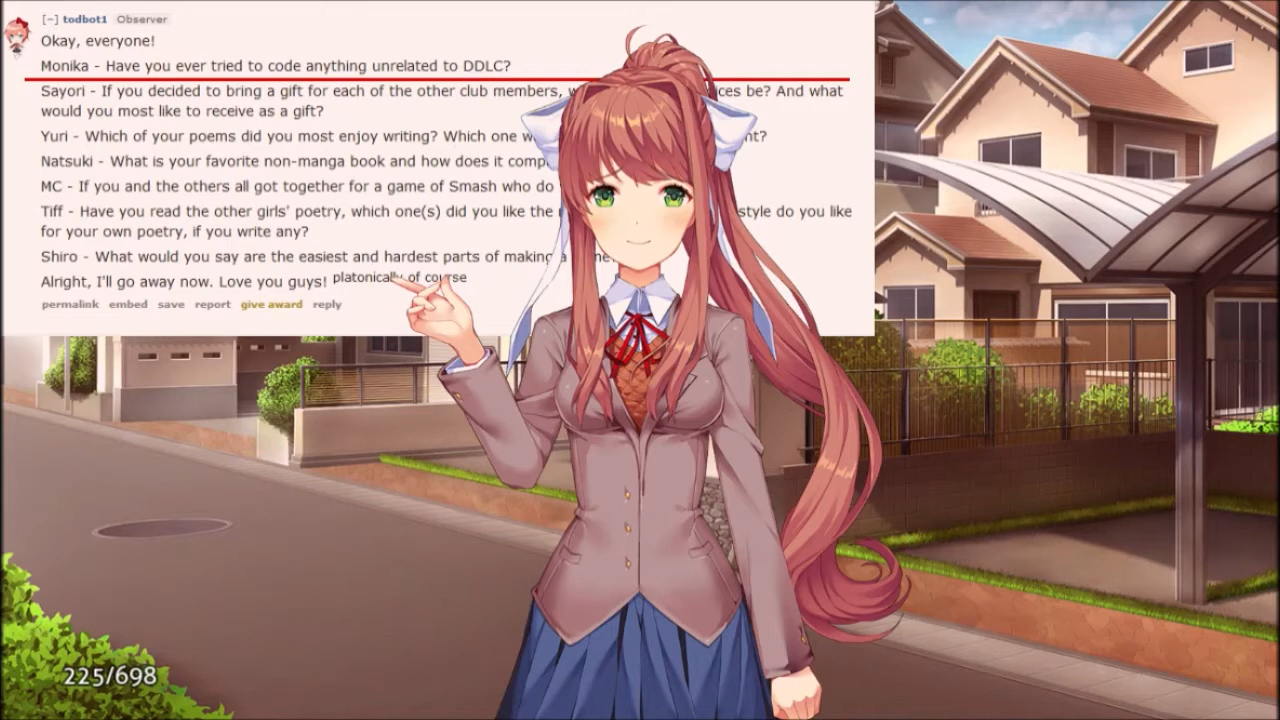 [–] todbot1 Observer
Okay, everyone!
Monika - Have you ever tried to code anything unrelated to DDLC?
Sayori - If you decided to bring a gift for each of the other club members, ices be? And what
would you most like to receive as a gift?
Yuri - Which of your poems did you most enjoy writing? Which one nt?
Natsuki - What is your favorite non-manga book and how does it comp
MC - If you and the others all got together for a game of Smash who do
Tiff - Have you read the other girls' poetry, which one(s) did you like the style do you like
for your own poetry, if you write any?
Shiro - What would you say are the easiest and hardest parts of making a
Alright, I'll go away now. Love you guys! platonically of course
permalink embed save report give award reply
225/698